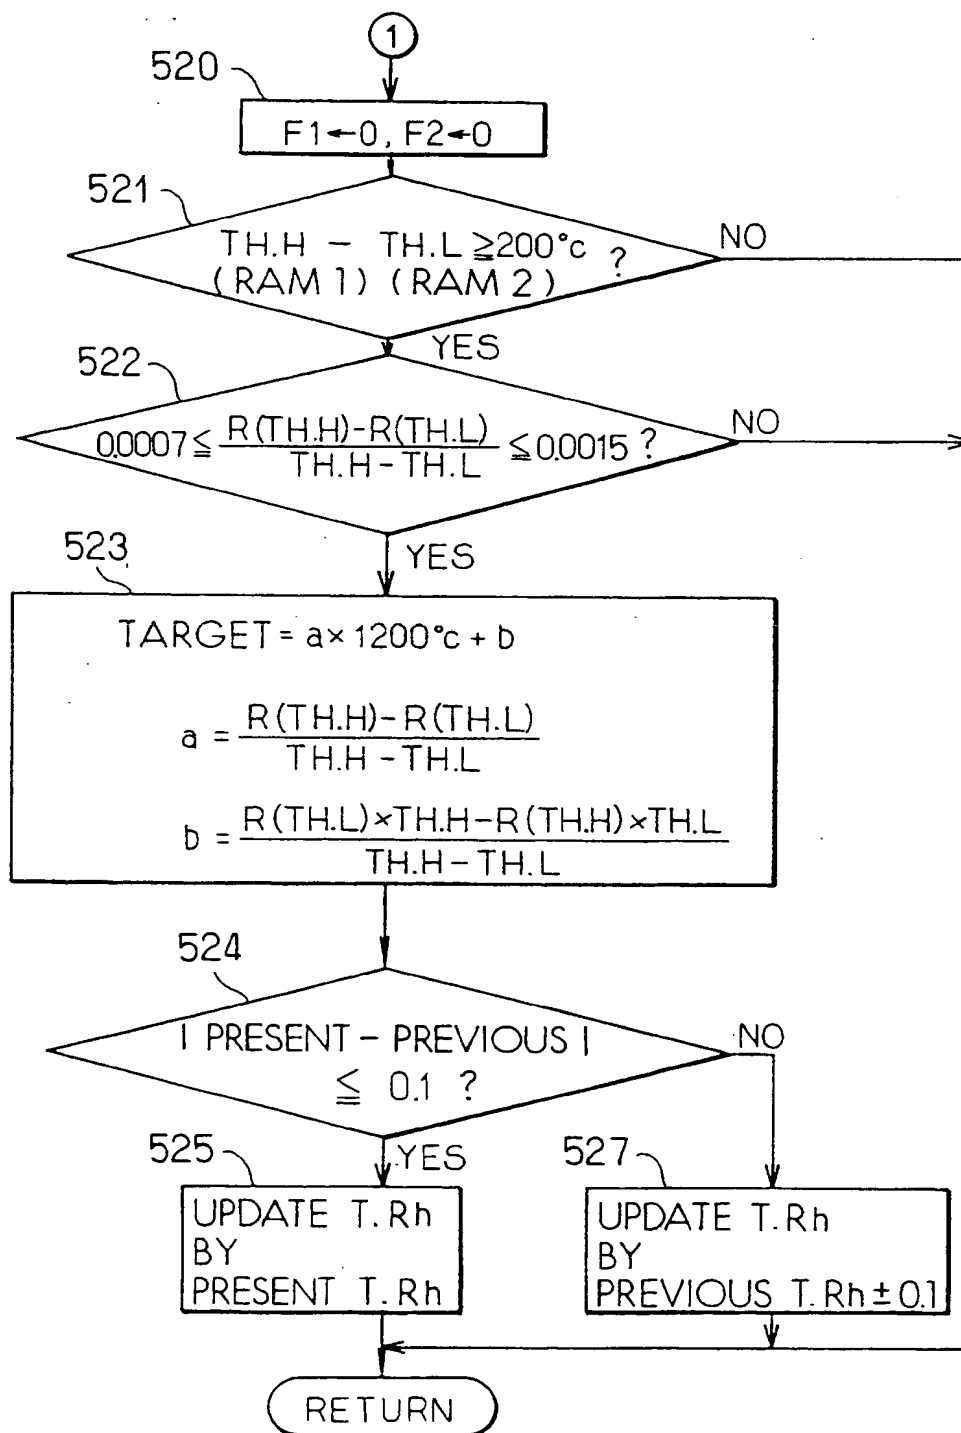 1
520
F1←0, F2←0
521
TH.H - TH.L ≧200°c ?
(RAM 1) (RAM 2)
NO
YES
522
0.0007 ≦ R(TH.H)-R(TH.L) / TH.H-TH.L ≦0.0015 ?
NO
YES
523
TARGET = a×1200°c + b
a = R(TH.H)-R(TH.L) / TH.H-TH.L
b = R(TH.L)×TH.H-R(TH.H)×TH.L / TH.H-TH.L
524
| PRESENT - PREVIOUS |
≦ 0.1 ?
NO
YES
525
UPDATE T.Rh
BY
PRESENT T.Rh
527
UPDATE T.Rh
BY
PREVIOUS T.Rh ± 0.1
RETURN